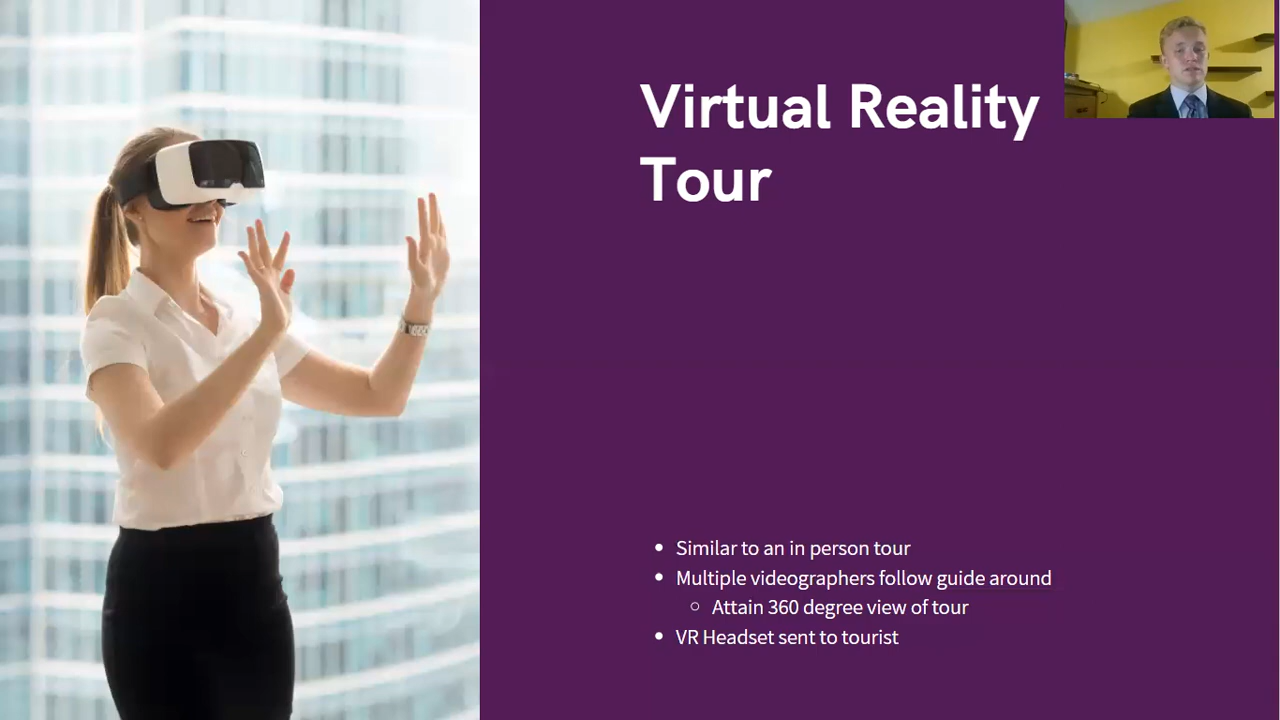 Virtual Reality
Tour
• Similar to an in person tour
• Multiple videographers follow guide around
○ Attain 360 degree view of tour
• VR Headset sent to tourist